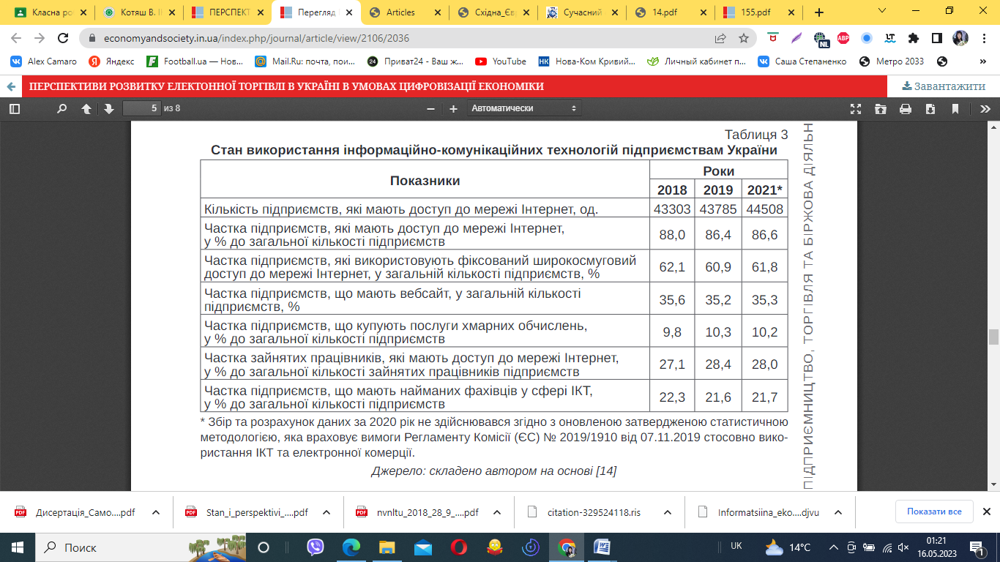 Класна ро
Котяш В. І
ПЕРСПЕКТ
Перегляд
Articles
Східна_Єв
Сучасний
14.pdf
155.pdf
economyandsociety.in.ua/index.php/journal/article/view/2106/2036
Alex Camaro
Яндекс
Football.ua — Нов...
Mail.Ru: почта, пои...
Приват24 - Ваш ж...
YouTube
Нова-Ком Кривий...
Личный кабинет п...
Саша Степаненко
Метро 2033
ПЕРСПЕКТИВИ РОЗВИТКУ ЕЛЕКТОННОЇ ТОРГІВЛІ В УКРАЇНІ В УМОВАХ ЦИФРОВІЗАЦІЇ ЕКОНОМІКИ
Завантажити
5 из 8
Автоматически
Таблиця 3
Стан використання інформаційно-комунікаційних технологій підприємствам України
Показники
Роки
2018 2019 2021*
Кількість підприємств, які мають доступ до мережі Інтернет, од. 43303 43785 44508
Частка підприємств, які мають доступ до мережі Інтернет,
у % до загальної кількості підприємств 88,0 86,4 86,6
Частка підприємств, які використовують фіксований широкосмуговий
доступ до мережі Інтернет, у загальній кількості підприємств, % 62,1 60,9 61,8
Частка підприємств, що мають вебсайт, у загальній кількості
підприємств, % 35,6 35,2 35,3
Частка підприємств, що купують послуги хмарних обчислень,
у % до загальної кількості підприємств 9,8 10,3 10,2
Частка зайнятих працівників, які мають доступ до мережі Інтернет,
у % до загальної кількості зайнятих працівників підприємств 27,1 28,4 28,0
Частка підприємств, що мають найманих фахівців у сфері ІКТ,
у % до загальної кількості підприємств 22,3 21,6 21,7
* Збір та розрахунок даних за 2020 рік не здійснювався згідно з оновленою затвердженою статистичною
методологією, яка враховує вимоги Регламенту Комісії (ЄС) № 2019/1910 від 07.11.2019 стосовно вико-
ристання ІКТ та електронної комерції.
Джерело: складено автором на основі [14]
ПІДПРИЄМНИЦТВО, ТОРГІВЛЯ ТА БІРЖОВА ДІЯЛЬН
Дисертація_Само....pdf
Stan_i_perspektivi_....pdf
nvnltu_2018_28_9_....pdf
citation-329524118.ris
Informatsiina_eko....djvu
Показати все
Поиск
UK
14°C
01:21
16.05.2023
1